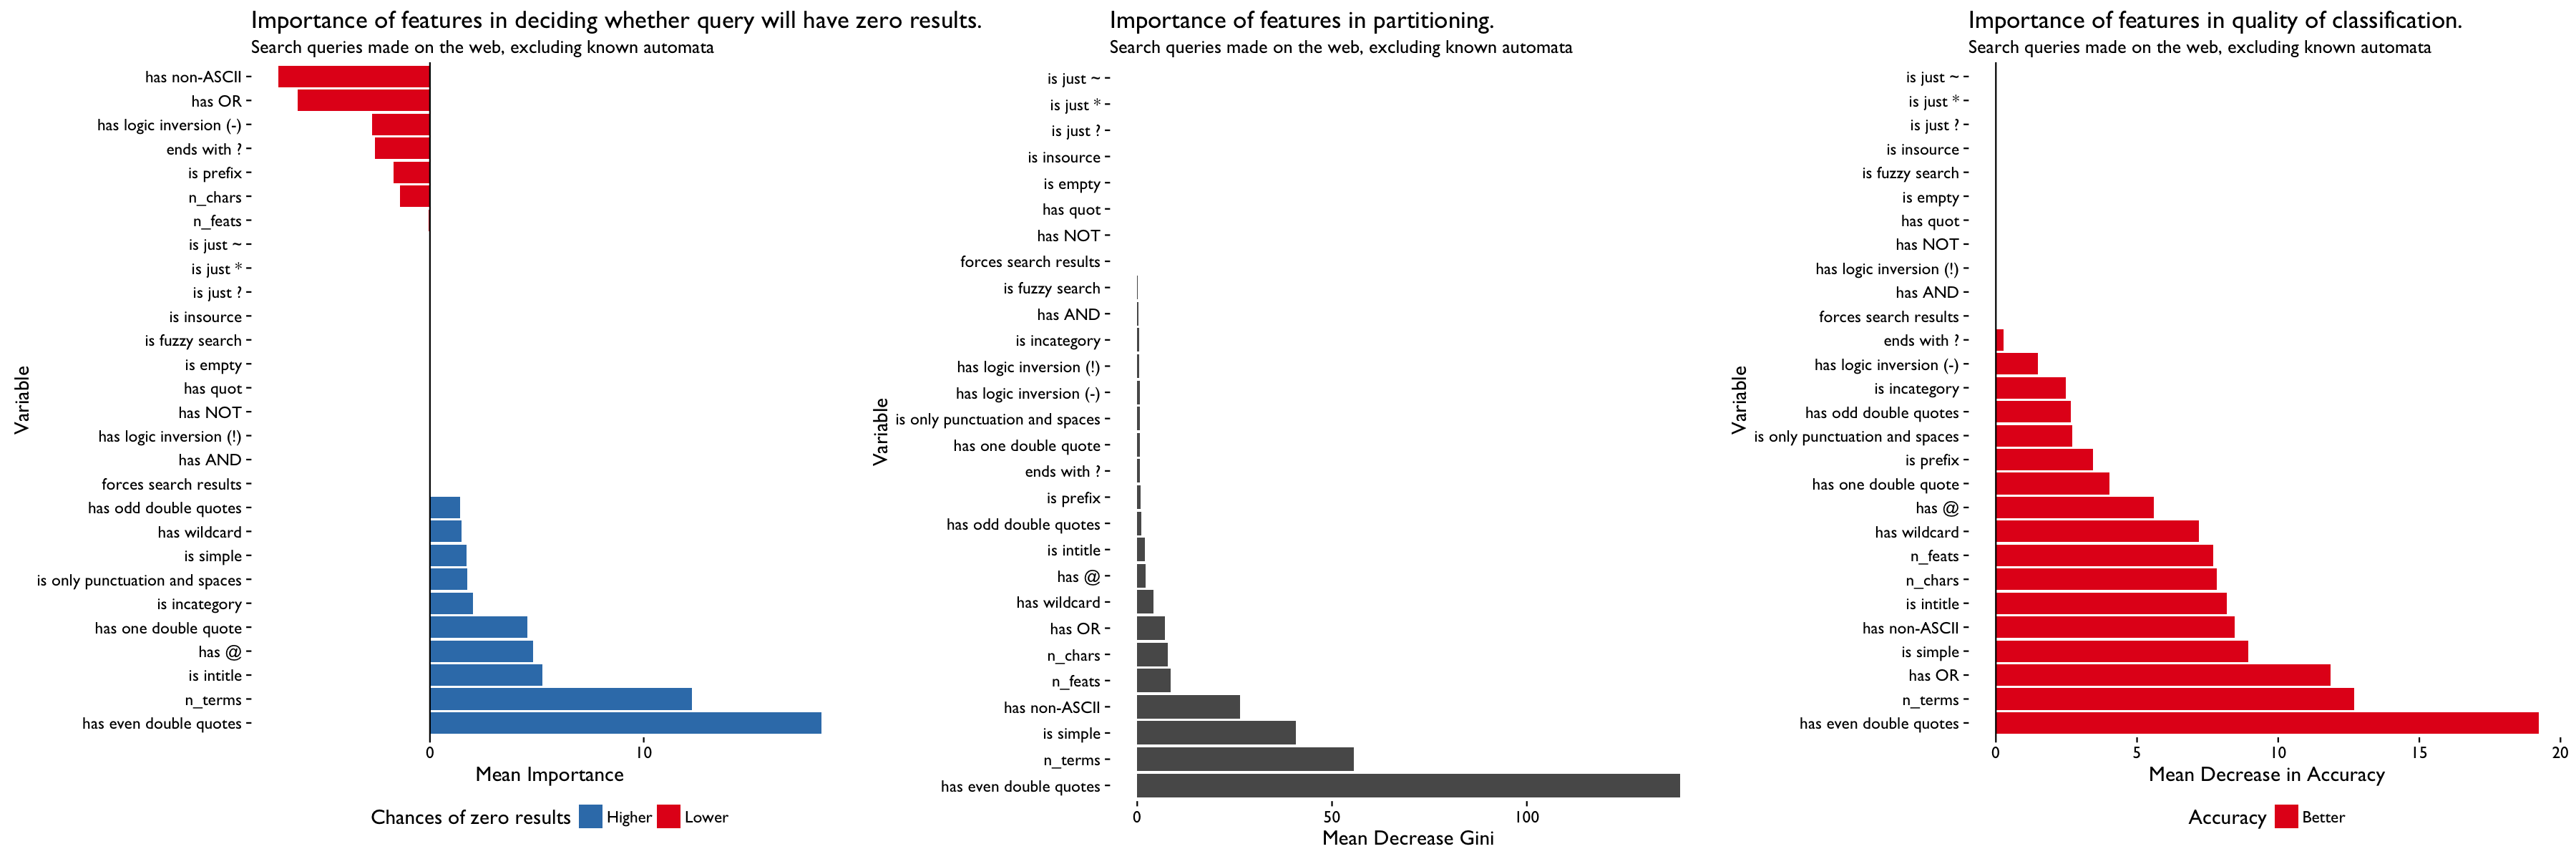 Importance of features in deciding whether query will have zero results.
Search queries made on the web, excluding known automata
Variable
has non-ASCII
has OR
has logic inversion (-)
ends with ?
is prefix
n_chars
n_feats
is just ~
is just *
is just ?
is insource
is fuzzy search
is empty
has quot
has NOT
has logic inversion (!)
has AND
forces search results
has odd double quotes
has wildcard
is simple
is only punctuation and spaces
is incategory
has one double quote
has @
is intitle
n_terms
has even double quotes
0 10
Mean Importance
Chances of zero results Higher Lower
Importance of features in partitioning.
Search queries made on the web, excluding known automata
Variable
is just ~
is just *
is just ?
is insource
is empty
has quot
has NOT
forces search results
is fuzzy search
has AND
is incategory
has logic inversion (!)
has logic inversion (-)
is only punctuation and spaces
has one double quote
ends with ?
is prefix
has odd double quotes
is intitle
has @
has wildcard
has OR
n_chars
n_feats
has non-ASCII
is simple
n_terms
has even double quotes
0 50 100
Mean Decrease Gini
Importance of features in quality of classification.
Search queries made on the web, excluding known automata
Variable
is just ~
is just *
is just ?
is insource
is fuzzy search
is empty
has quot
has NOT
has logic inversion (!)
has AND
forces search results
ends with ?
has logic inversion (-)
is incategory
has odd double quotes
is only punctuation and spaces
is prefix
has one double quote
has @
has wildcard
n_feats
n_chars
is intitle
has non-ASCII
is simple
has OR
n_terms
has even double quotes
0 5 10 15 20
Mean Decrease in Accuracy
Accuracy Better